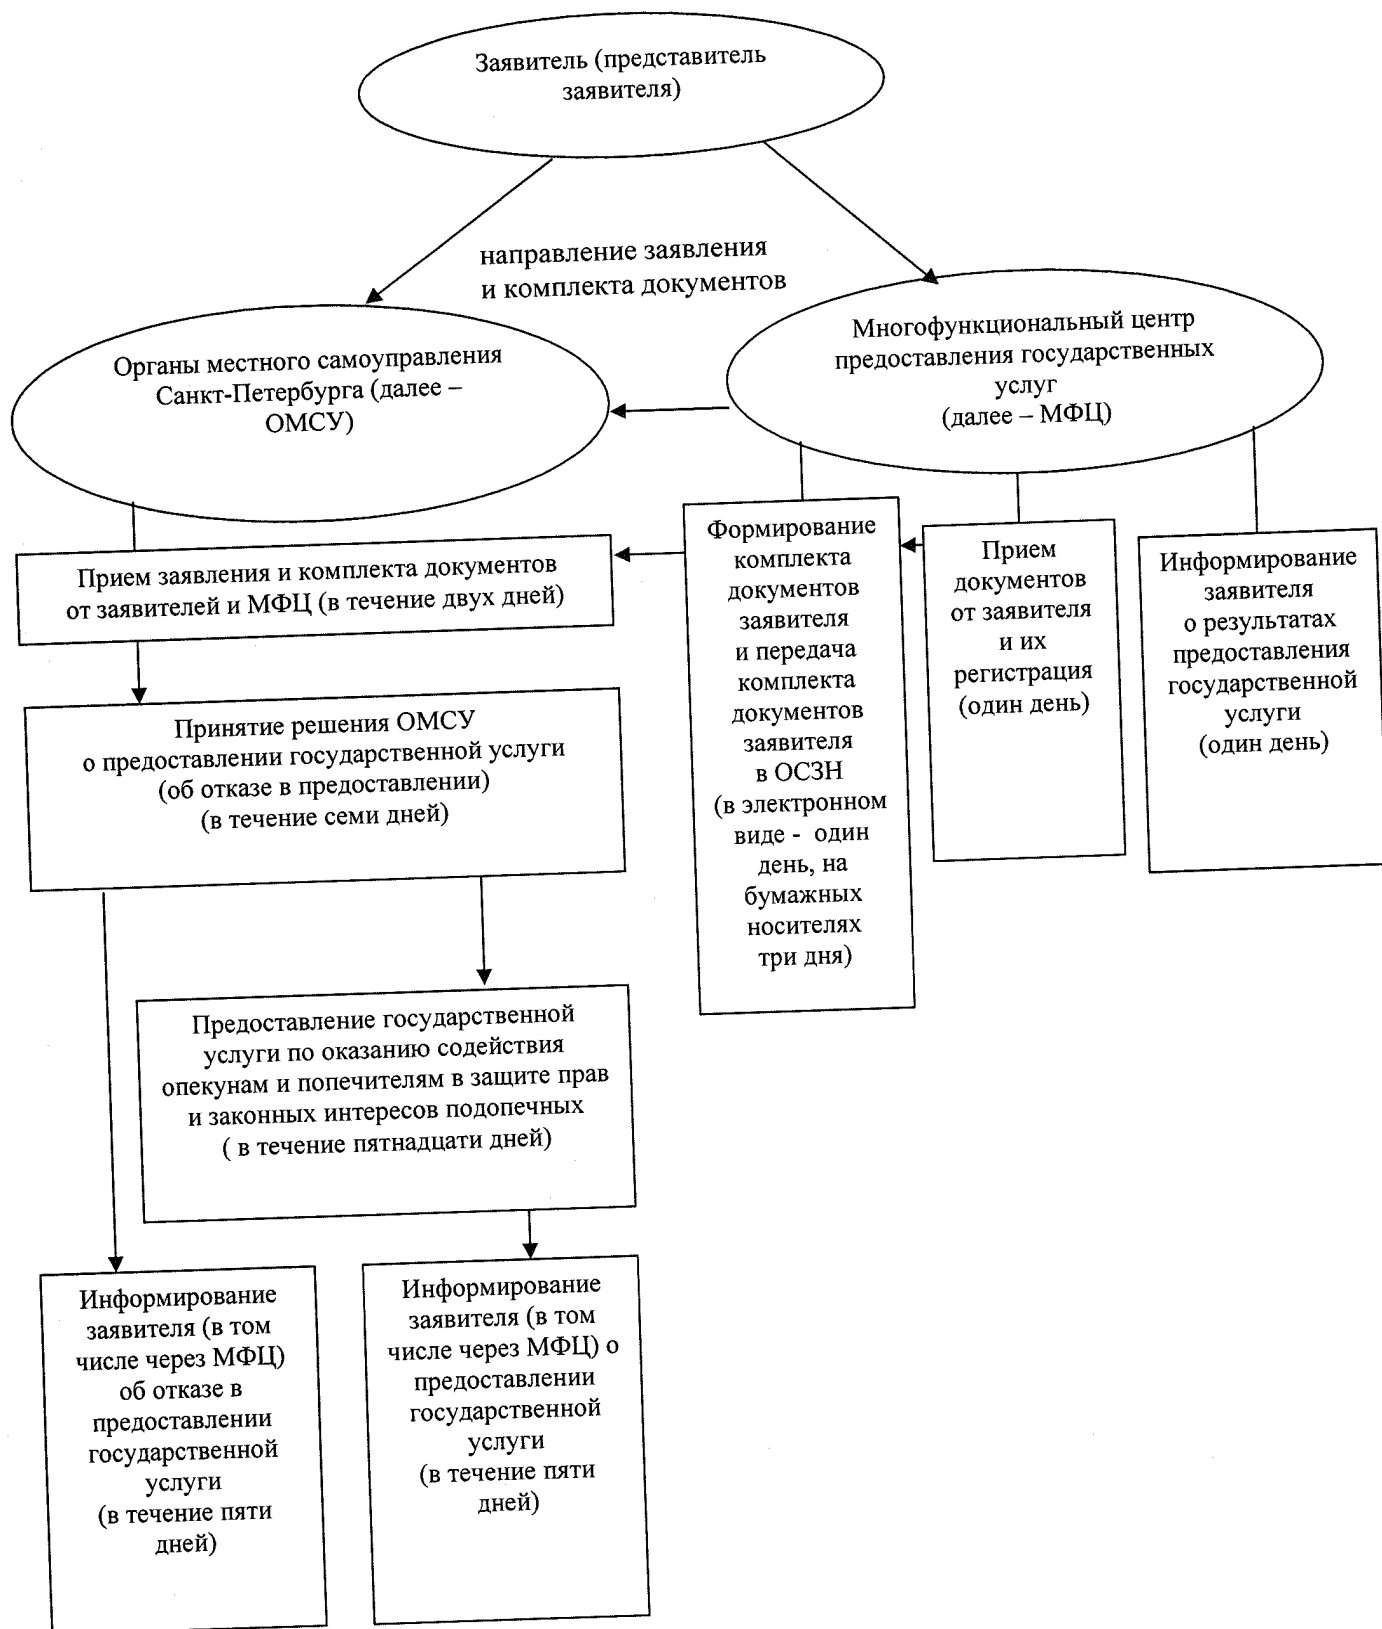 Заявитель (представитель
заявителя)
направление заявления
и комплекта документов
Органы местного самоуправления
Санкт-Петербурга (далее –
ОМСУ)
Многофункциональный центр
предоставления государственных
услуг
(далее – МФЦ)
Прием заявления и комплекта документов
от заявителей и МФЦ (в течение двух дней)
Формирование
комплекта
документов
заявителя
и передача
комплекта
документов
заявителя
в ОСЗН
(в электронном
виде - один
день, на
бумажных
носителях
три дня)
Прием
документов
от заявителя
и их
регистрация
(один день)
Информирование
заявителя
о результатах
предоставления
государственной
услуги
(один день)
Принятие решения ОМСУ
о предоставлении государственной услуги
(об отказе в предоставлении)
(в течение семи дней)
Предоставление государственной
услуги по оказанию содействия
опекунам и попечителям в защите прав
и законных интересов подопечных
( в течение пятнадцати дней)
Информирование
заявителя (в том
числе через МФЦ)
об отказе в
предоставлении
государственной
услуги
(в течение пяти
дней)
Информирование
заявителя (в том
числе через МФЦ) о
предоставлении
государственной
услуги
(в течение пяти
дней)